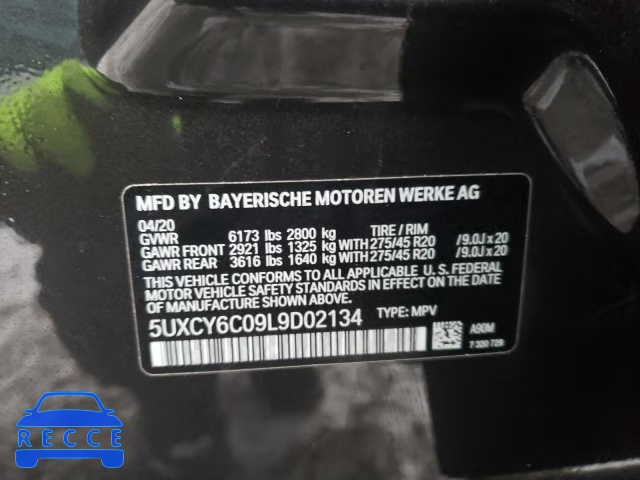 MFD BY BAYERISCHE MOTOREN WERKE AG
04/20
GVWR 6173 lbs 2800 kg TIRE / RIM
GAWR FRONT 2921 lbs 1325 kg WITH 275/45 R20 /9.0J x 20
GAWR REAR 3616 lbs 1640 kg WITH 275/45 R20 /9.0J x 20
THIS VEHICLE CONFORMS TO ALL APPLICABLE U. S. FEDERAL
MOTOR VEHICLE SAFETY STANDARDS IN EFFECT ON THE DATE
OF MANUFACTURE SHOWN ABOVE.
5UXCY6C09L9D02134 TYPE: MPV
A90M
7 320 729
RECCE